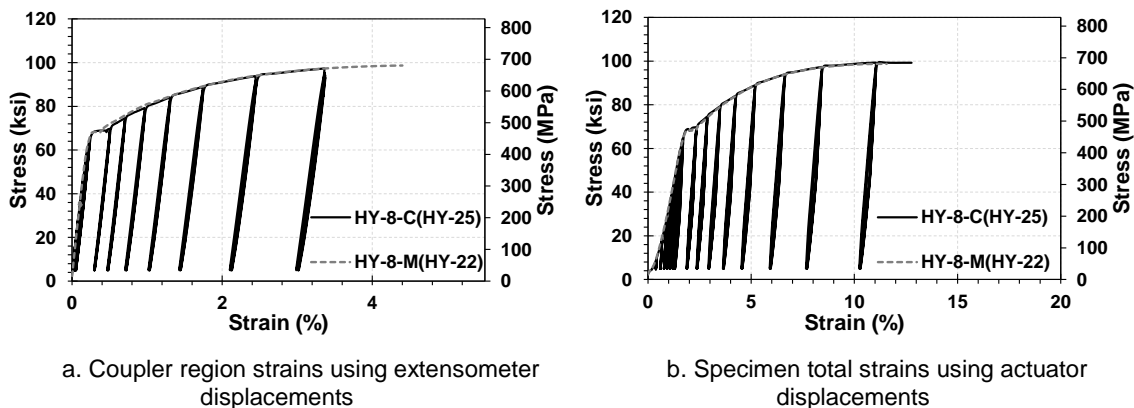 120
100
80
60
40
20
0
Stress (ksi)
0 2 4
Strain (%)
800
700
600
500
400
300
200
100
0
Stress (MPa)
HY-8-C(HY-25)
HY-8-M(HY-22)
a. Coupler region strains using extensometer
displacements
120
100
80
60
40
20
0
Stress (ksi)
0 5 10 15 20
Strain (%)
800
700
600
500
400
300
200
100
0
Stress (MPa)
HY-8-C(HY-25)
HY-8-M(HY-22)
b. Specimen total strains using actuator
displacements